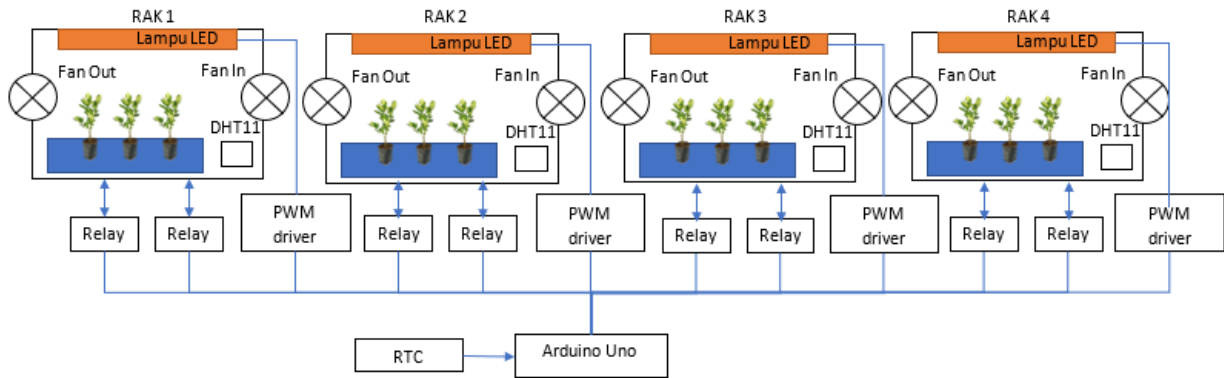 RAK 1
RAK 2
RAK 3
RAK 4
Lampu LED
Lampu LED
Lampu LED
Lampu LED
Fan Out
Fan In
Fan Out
Fan In
Fan Out
Fan In
Fan Out
Fan In
DHT11
DHT11
DHT11
DHT11
Relay
Relay
PWM
driver
Relay
Relay
PWM
driver
Relay
Relay
PWM
driver
Relay
Relay
PWM
driver
RTC
Arduino Uno